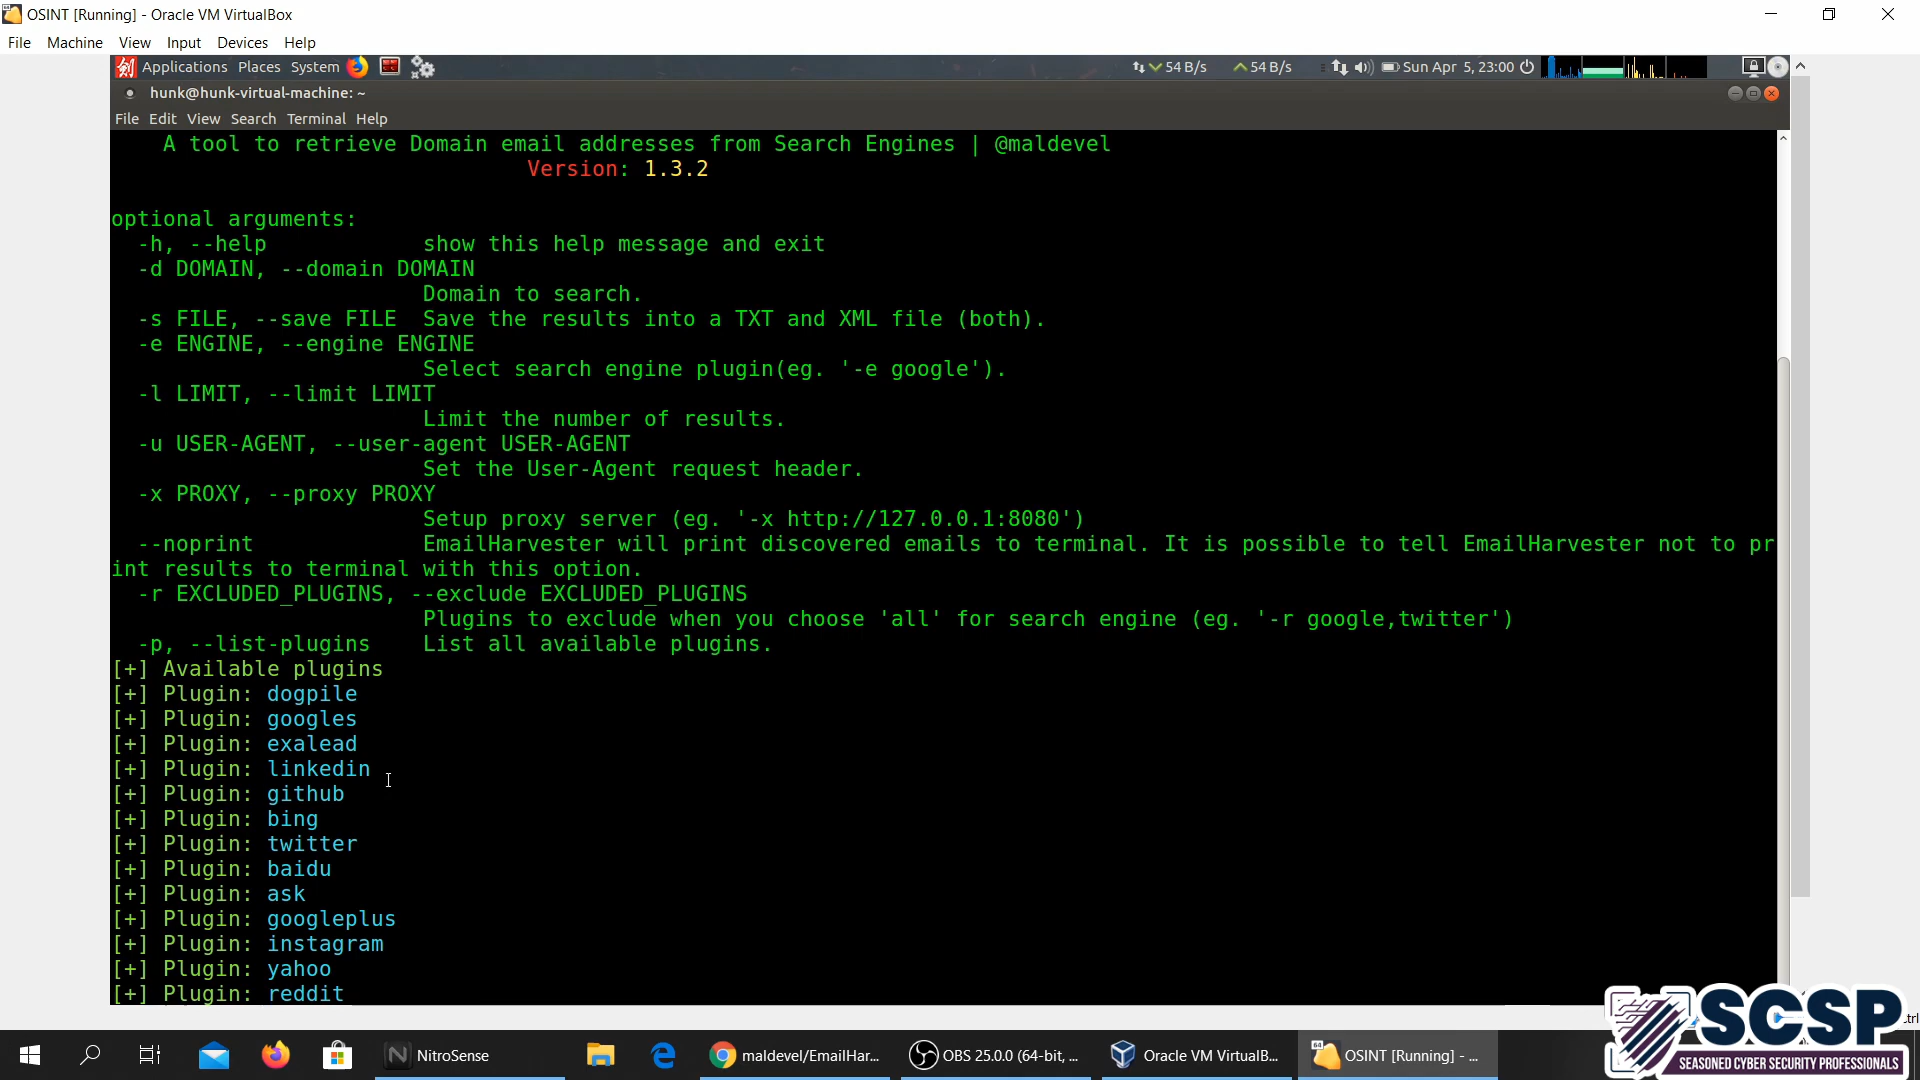 OSINT [Running] - Oracle VM VirtualBox
File Machine View Input Devices Help
Applications Places System 54 B/s 54 B/s Sun Apr 5, 23:00
hunk@hunk-virtual-machine: ~
File Edit View Search Terminal Help
A tool to retrieve Domain email addresses from Search Engines | @maldevel
Version: 1.3.2
optional arguments:
-h, --help show this help message and exit
-d DOMAIN, --domain DOMAIN
Domain to search.
-s FILE, --save FILE Save the results into a TXT and XML file (both).
-e ENGINE, --engine ENGINE
Select search engine plugin(eg. '-e google').
-l LIMIT, --limit LIMIT
Limit the number of results.
-u USER-AGENT, --user-agent USER-AGENT
Set the User-Agent request header.
-x PROXY, --proxy PROXY
Setup proxy server (eg. '-x http://127.0.0.1:8080')
--noprint EmailHarvester will print discovered emails to terminal. It is possible to tell EmailHarvester not to pr
int results to terminal with this option.
-r EXCLUDED_PLUGINS, --exclude EXCLUDED_PLUGINS
Plugins to exclude when you choose 'all' for search engine (eg. '-r google,twitter')
-p, --list-plugins List all available plugins.
[+] Available plugins
[+] Plugin: dogpile
[+] Plugin: googles
[+] Plugin: exalead
[+] Plugin: linkedin
[+] Plugin: github
[+] Plugin: bing
[+] Plugin: twitter
[+] Plugin: baidu
[+] Plugin: ask
[+] Plugin: googleplus
[+] Plugin: instagram
[+] Plugin: yahoo
[+] Plugin: reddit
SCSP
SEASONED CYBER SECURITY PROFESSIONALS
NitroSense maldevel/EmailHar... OBS 25.0.0 (64-bit, ... Oracle VM VirtualB... OSINT [Running] - ...